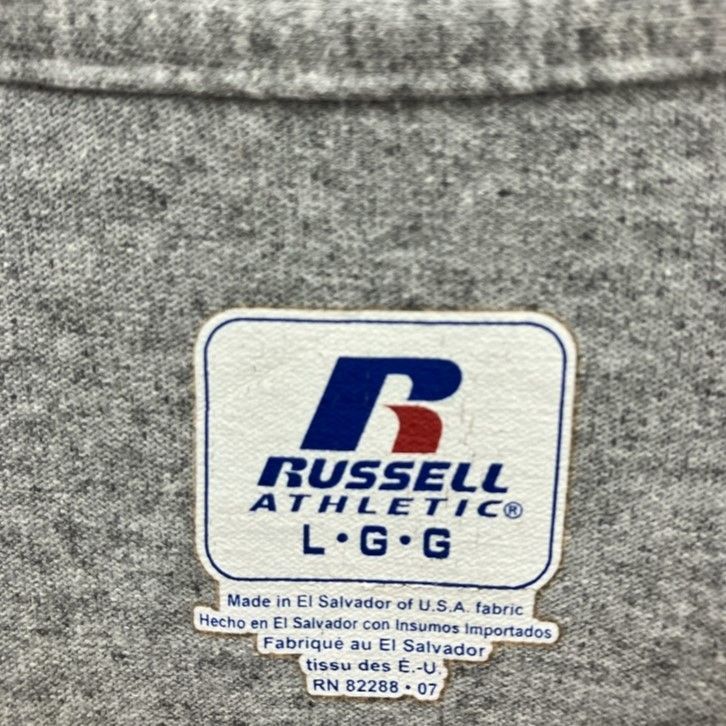 R
RUSSELL
ATHLETIC®
L•G•G
Made in El Salvador of U.S.A. fabric
Hecho en El Salvador con Insumos Importados
Fabriqué au El Salvador
tissu des É.-U.
RN 82288 • 07